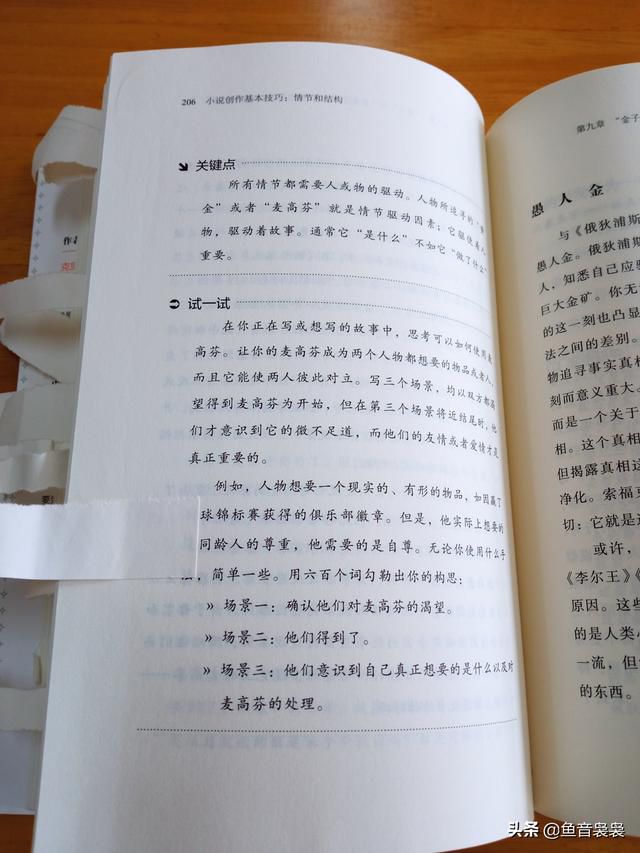 206 小说创作基本技巧：情节和结构
关键点
所有情节都需要人或物的驱动。人物所追寻的“
金”或者“麦高芬”就是情节驱动因素；它驱使着人
物，驱动着故事。通常它“是什么”不如它“做了什么”
重要。
试一试
在你正在写或想写的故事中，思考可以如何使用麦
高芬。让你的麦高芬成为两个人物都想要的物品或者人，
而且它能使两人彼此对立。写三个场景，均以双方都渴
望得到麦高芬为开始，但在第三个场景将近结尾时，他
们才意识到它的微不足道，而他们的友情或者爱情才是
真正重要的。
例如，人物想要一个现实的、有形的物品，如因赢了
球锦标赛获得的俱乐部徽章。但是，他实际上想要的
同龄人的尊重，他需要的是自尊。无论你使用什么手
法，简单一些。用六百个词勾勒出你的构思：
» 场景一：确认他们对麦高芬的渴望。
» 场景二：他们得到了。
» 场景三：他们意识到自己真正想要的是什么以及对
麦高芬的处理。
第九章 “金子
愚人金
与《俄狄浦斯
愚人金。俄狄浦斯
人，知悉自己应验
巨大金矿。你无
的这一刻也凸显
法之间的差别。
物追寻事实真相
刻而意义重大。
而是一个关于
相。这个真相
但揭露真相
净化。索福克
切：它就是这
或许，
《李尔王》
原因。这些
的是人类
一流，但
的东西。
头条 @鱼音袅袅